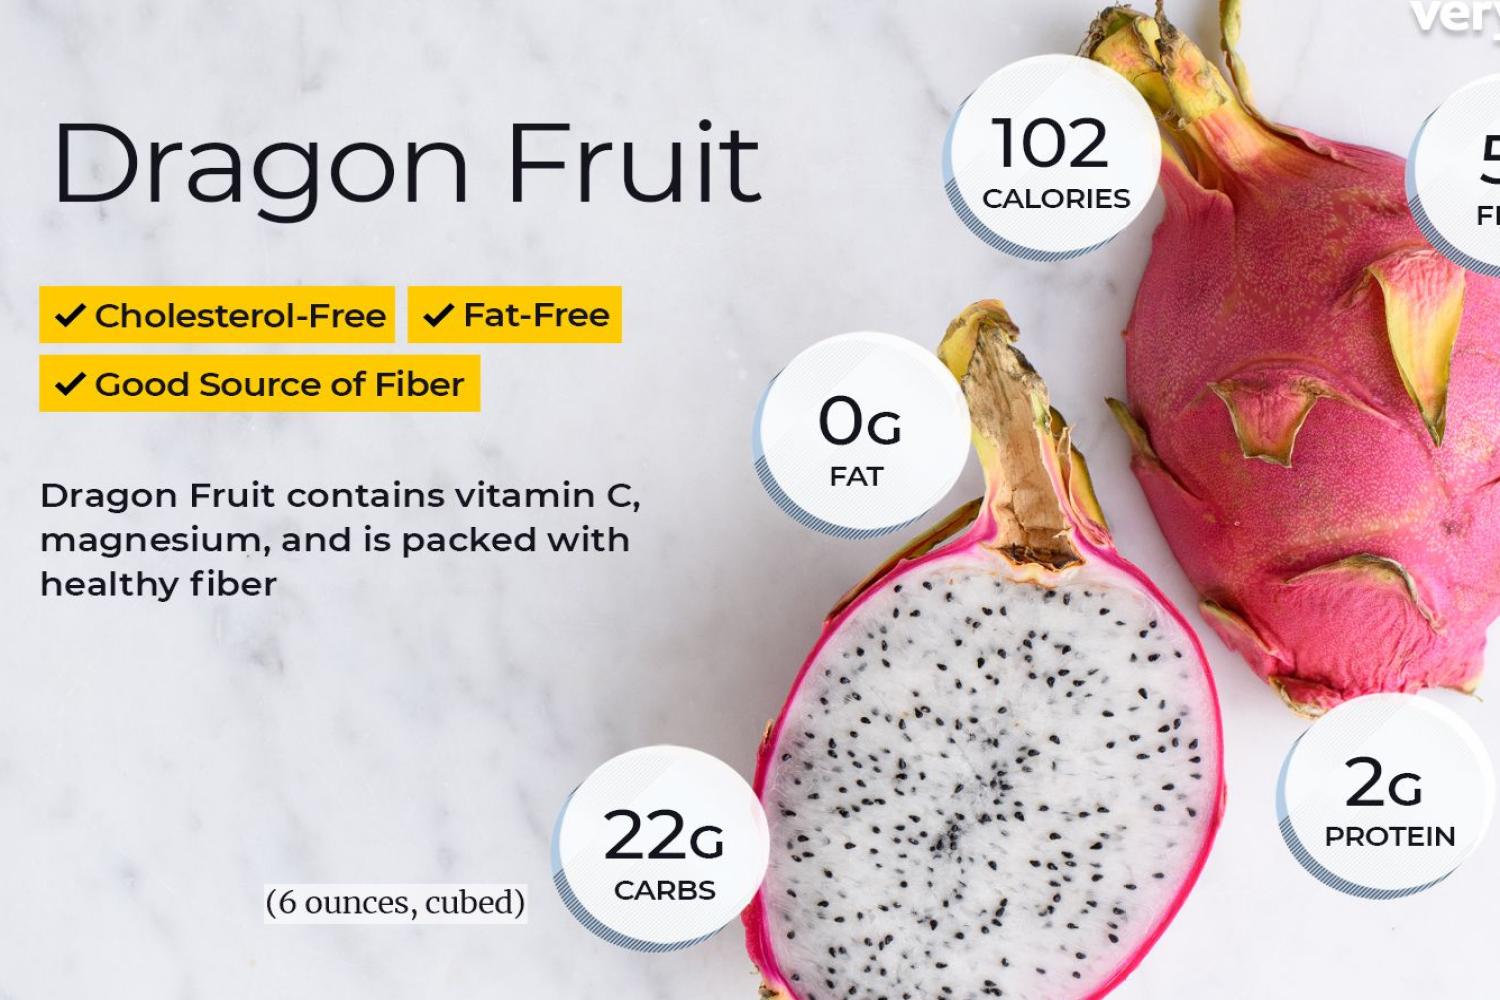 Dragon Fruit
✓ Cholesterol-Free ✓ Fat-Free
✓ Good Source of Fiber
Dragon Fruit contains vitamin C,
magnesium, and is packed with
healthy fiber
102
CALORIES
0G
FAT
22G
CARBS
(6 ounces, cubed)
2G
PROTEIN